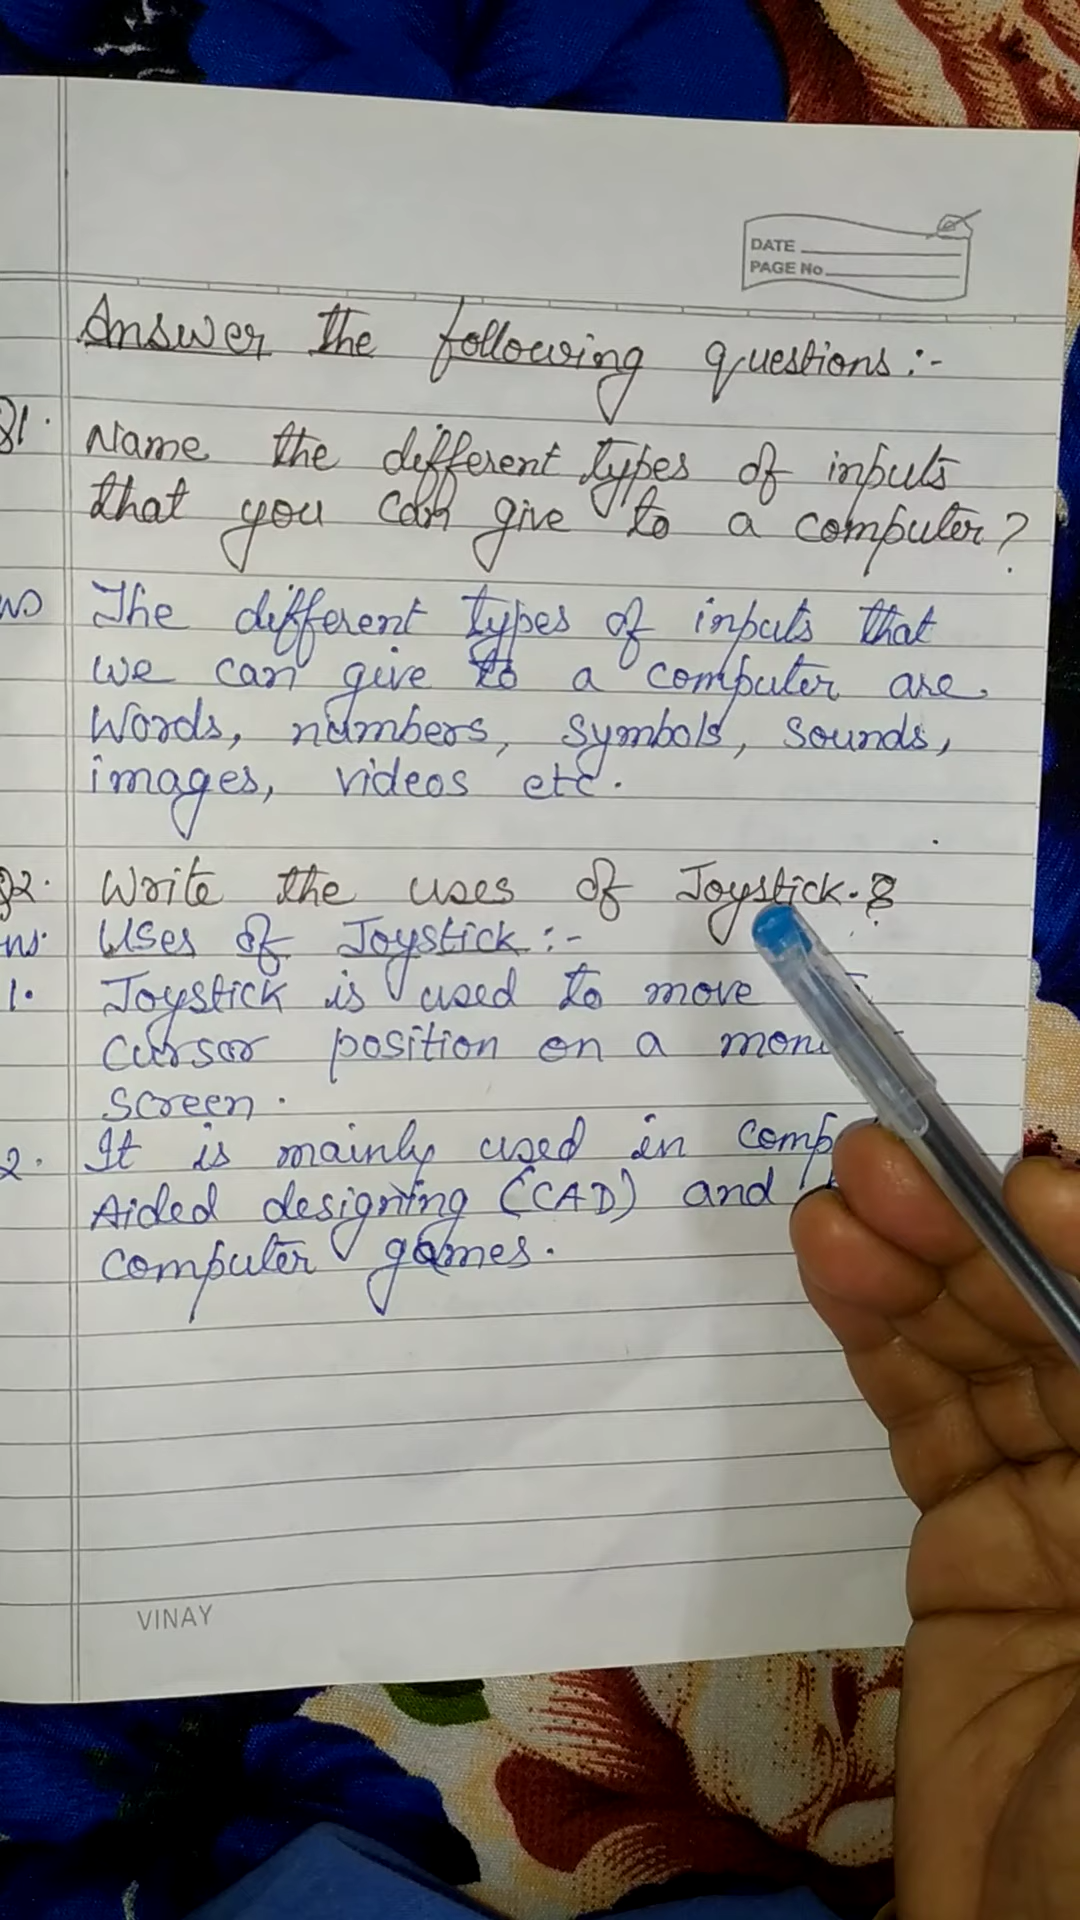 DATE
PAGE No.
Answer the following questions :-
Q1. Name the different types of inputs
that you can give to a computer?
The different types of inputs that
we can give to a computer are
Words, numbers, symbols, sounds,
images, videos etc.
Q2. Write the uses of Joystick.
Uses of Joystick :-
1. Joystick is used to move
cursor position on a
screen.
2. It is mainly used in
Aided designing (CAD) and
computer games.
VINAY